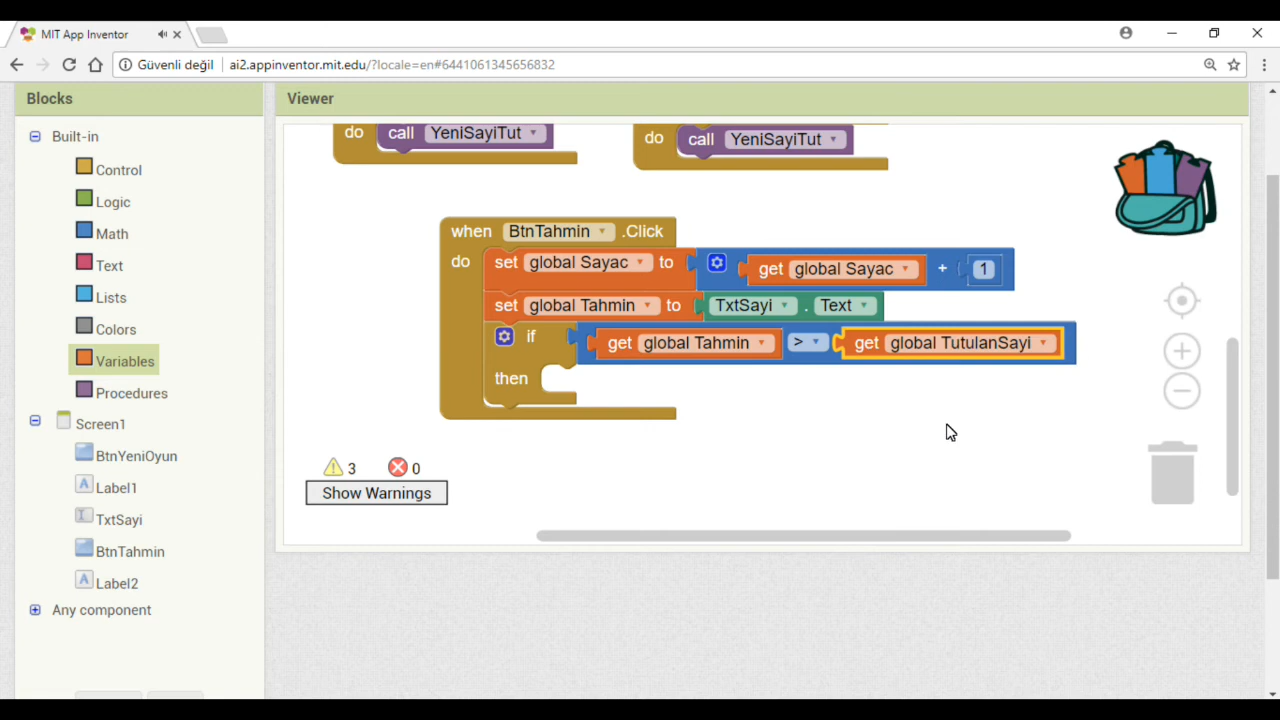 MIT App Inventor
Güvenli değil ai2.appinventor.mit.edu/?locale=en#6441061345656832
Blocks
Viewer
Built-in
Control
Logic
Math
Text
Lists
Colors
Variables
Procedures
Screen1
BtnYeniOyun
Label1
TxtSayi
BtnTahmin
Label2
Any component
do call YeniSayiTut
do call YeniSayiTut
when BtnTahmin .Click
do set global Sayac to get global Sayac + 1
set global Tahmin to TxtSayi . Text
if get global Tahmin > get global TutulanSayi
then
3 0
Show Warnings